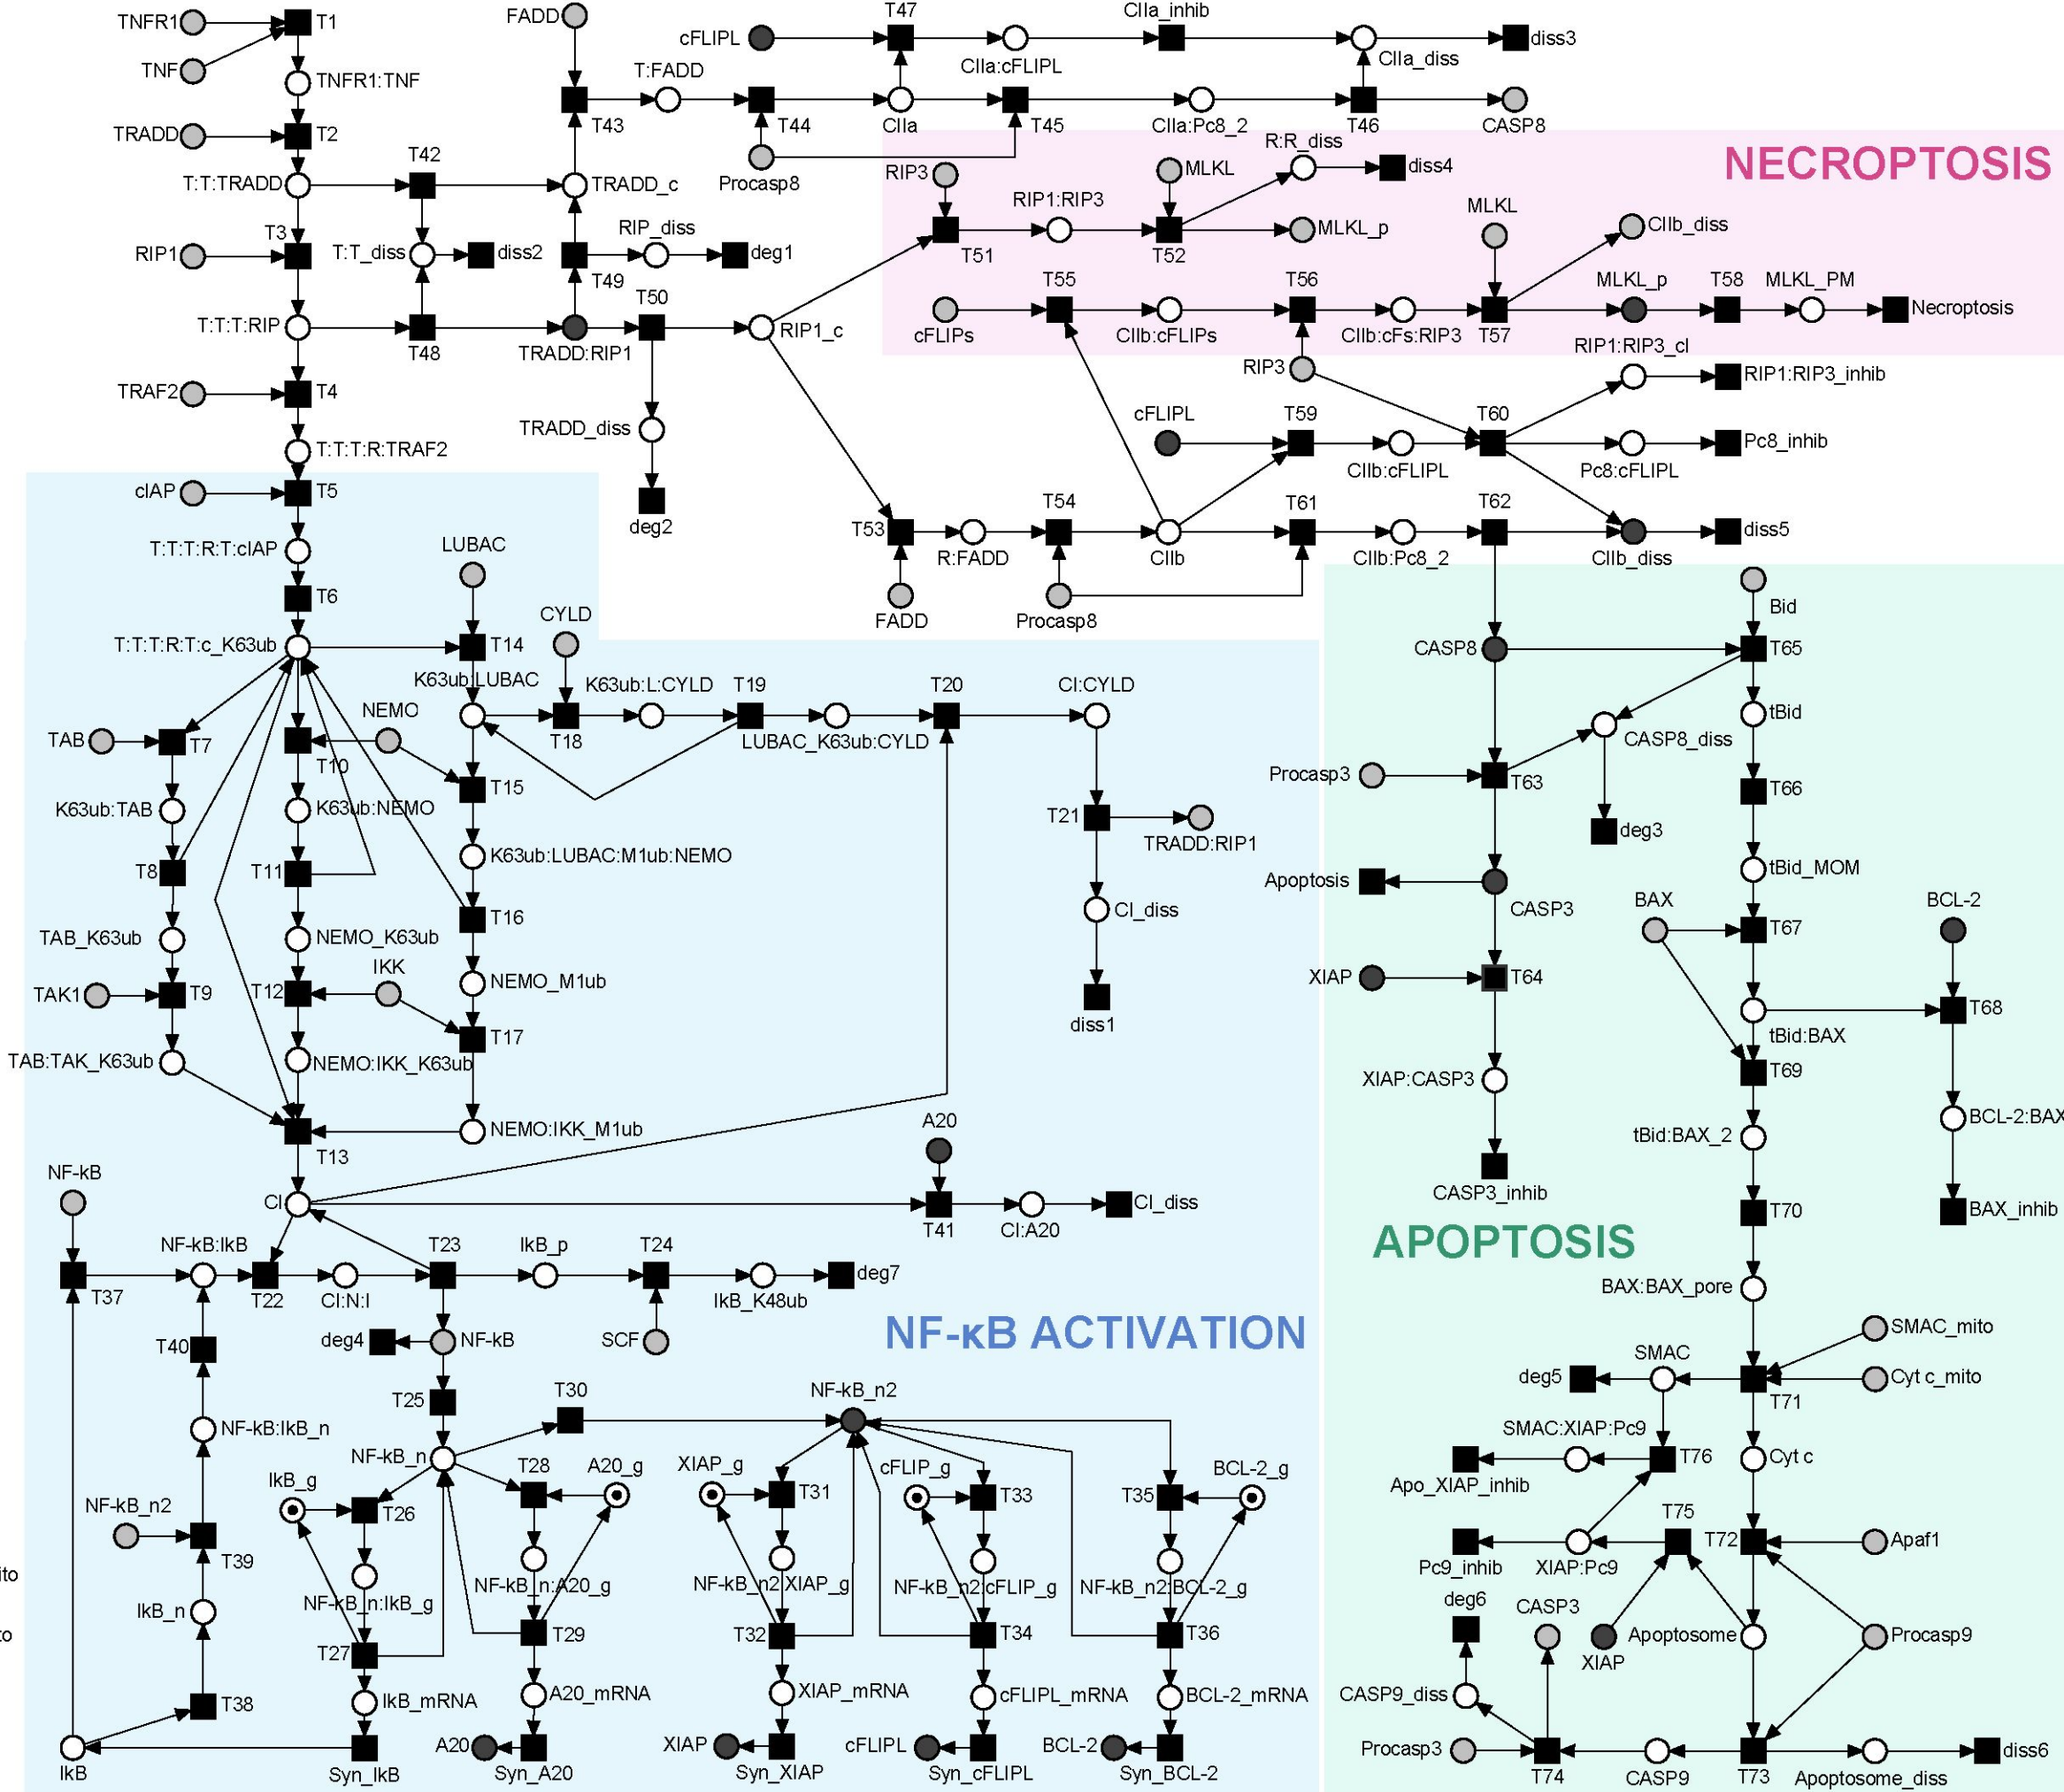 TNFR1
T1
FADD
cFLIPL
T47
CIIa_inhib
diss3
TNF
TNFR1:TNF
T:FADD
CIIa:cFLIPL
CIIa_diss
TRADD
T2
T43
T44
CIIa
T45
CIIa:Pc8_2
T46
CASP8
T42
Procasp8
RIP3
MLKL
R:R_diss
diss4
NECROPTOSIS
T:T:TRADD
TRADD_c
RIP1:RIP3
MLKL
T3
RIP_diss
MLKL_p
CIIb_diss
RIP1
T:T_diss
diss2
T49
deg1
T51
T52
T50
T55
T56
MLKL_p
T58
MLKL_PM
Necroptosis
T:T:T:RIP
T48
TRADD:RIP1
RIP1_c
cFLIPs
CIIb:cFLIPs
CIIb:cFs:RIP3
T57
RIP3
RIP1:RIP3_cl
RIP1:RIP3_inhib
TRAF2
T4
TRADD_diss
cFLIPL
T59
T60
Pc8_inhib
T:T:T:R:TRAF2
CIIb:cFLIPL
Pc8:cFLIPL
cIAP
T5
deg2
T53
T54
T61
T62
diss5
T:T:T:R:T:cIAP
LUBAC
R:FADD
CIIb
CIIb:Pc8_2
CIIb_diss
T6
CYLD
FADD
Procasp8
Bid
T:T:T:R:T:c_K63ub
T14
CASP8
T65
K63ub:LUBAC
K63ub:L:CYLD
T19
T20
CI:CYLD
NEMO
TAB
T7
T10
T18
LUBAC_K63ub:CYLD
tBid
CASP8_diss
T15
Procasp3
T63
T66
K63ub:TAB
K63ub:NEMO
T21
TRADD:RIP1
deg3
K63ub:LUBAC:M1ub:NEMO
T8
T11
Apoptosis
CASP3
tBid_MOM
T16
CI_diss
BAX
BCL-2
TAB_K63ub
NEMO_K63ub
T67
IKK
NEMO_M1ub
XIAP
T64
TAK1
T9
T12
diss1
T68
T17
tBid:BAX
TAB:TAK_K63ub
NEMO:IKK_K63ub
XIAP:CASP3
T69
NEMO:IKK_M1ub
A20
BCL-2:BAX
T13
tBid:BAX_2
NF-kB
CASP3_inhib
CI
T41
CI:A20
CI_diss
T70
BAX_inhib
APOPTOSIS
NF-kB:IkB
T23
IkB_p
T24
T37
T22
CI:N:I
IkB_K48ub
deg7
BAX:BAX_pore
T40
deg4
NF-kB
SCF
NF-κB ACTIVATION
SMAC_mito
SMAC
deg5
Cyt c_mito
T25
T30
NF-kB_n2
T71
NF-kB:IkB_n
SMAC:XIAP:Pc9
NF-kB_n
T76
Cyt c
IkB_g
T28
A20_g
XIAP_g
cFLIP_g
BCL-2_g
Apo_XIAP_inhib
NF-kB_n2
T26
T31
T33
T35
T75
T39
T72
Apaf1
Pc9_inhib
XIAP:Pc9
ito
NF-kB_n:IkB_g
NF-kB_n:A20_g
NF-kB_n2:XIAP_g
NF-kB_n2:cFLIP_g
NF-kB_n2:BCL-2_g
deg6
CASP3
IkB_n
to
T27
T29
T32
T34
T36
XIAP
Apoptosome
Procasp9
T38
IkB_mRNA
A20_mRNA
XIAP_mRNA
cFLIPL_mRNA
BCL-2_mRNA
CASP9_diss
A20
XIAP
cFLIPL
BCL-2
Procasp3
diss6
IkB
Syn_IkB
Syn_A20
Syn_XIAP
Syn_cFLIPL
Syn_BCL-2
T74
CASP9
T73
Apoptosome_diss